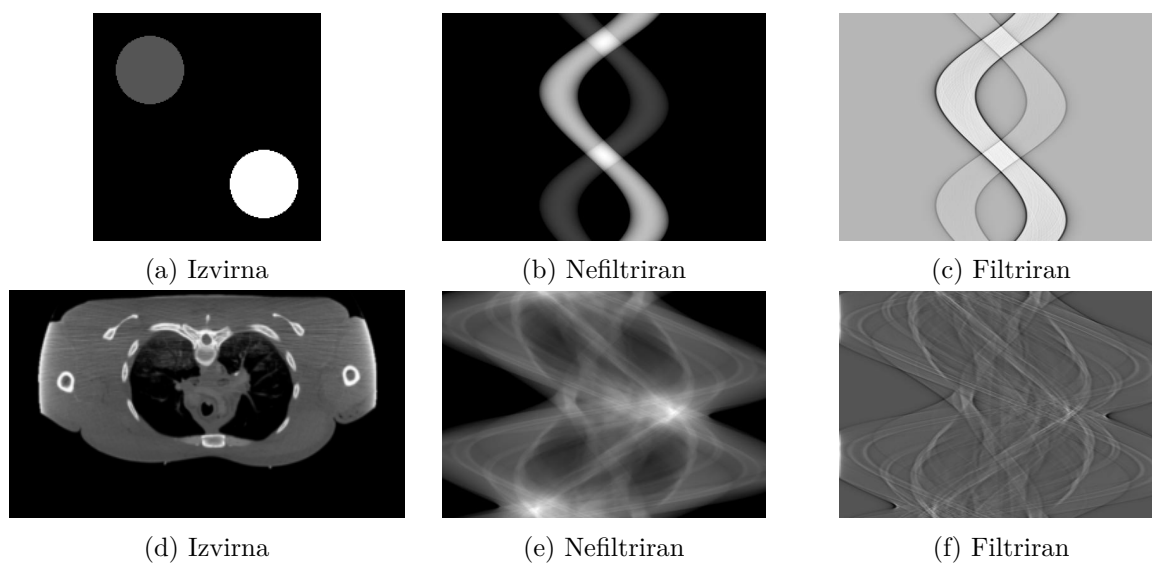 (a) Izvirna
(b) Nefiltriran
(c) Filtriran
(d) Izvirna
(e) Nefiltriran
(f) Filtriran